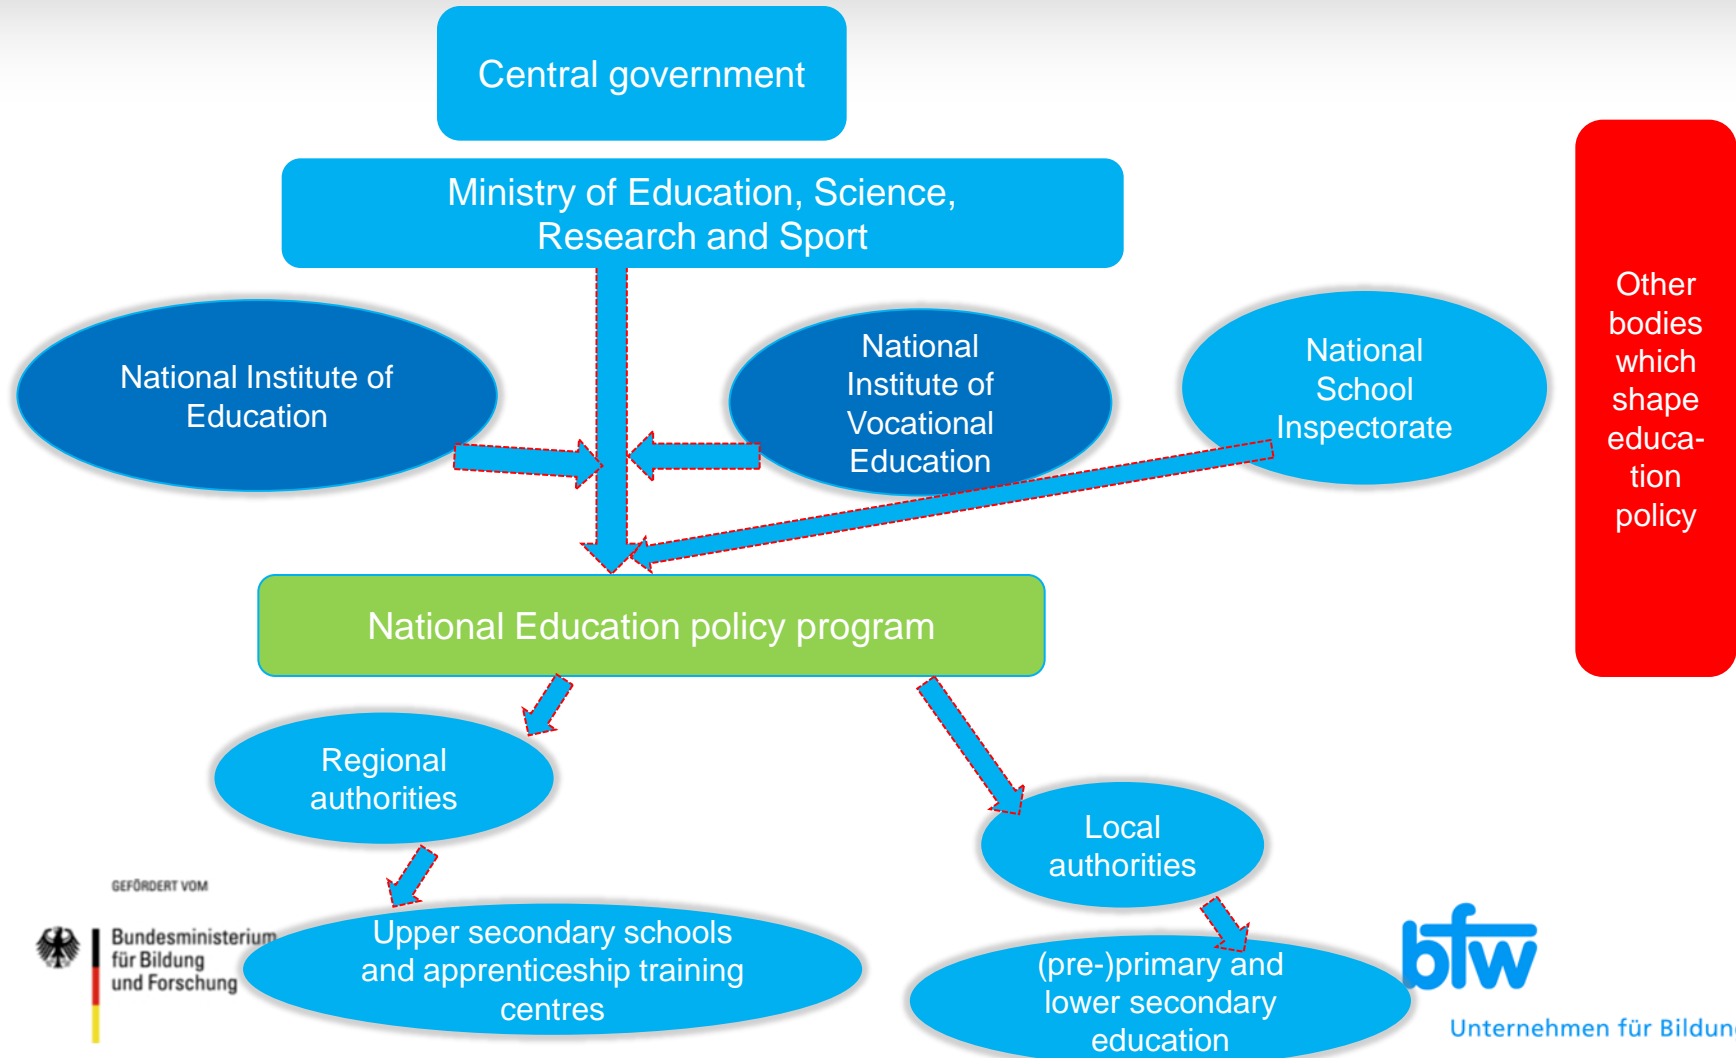 Central government
Ministry of Education, Science,
Research and Sport
National Institute of
Education
National
Institute of
Vocational
Education
National
School
Inspectorate
Other
bodies
which
shape
educa-
tion
policy
National Education policy program
Regional
authorities
Local
authorities
Upper secondary schools
and apprenticeship training
centres
(pre-)primary and
lower secondary
education
GEFÖRDERT VOM
Bundesministerium
für Bildung
und Forschung
bfw
Unternehmen für Bildung